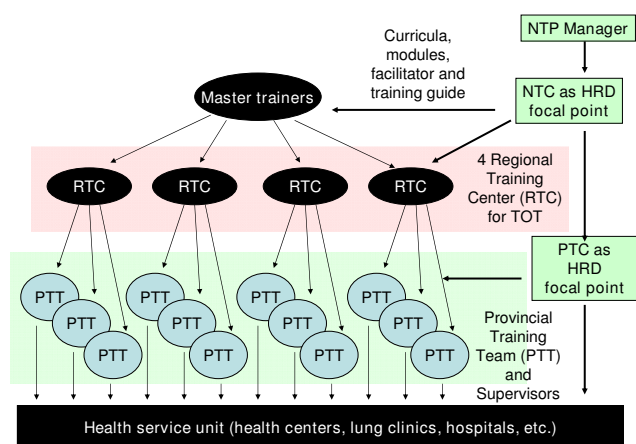 NTP Manager
Curricula,
modules,
facilitator and
training guide
NTC as HRD
focal point
Master trainers
4 Regional
Training
Center (RTC)
for TOT
RTC
RTC
RTC
RTC
PTC as
HRD
focal point
PTT
PTT
PTT
PTT
PTT
PTT
PTT
PTT
PTT
PTT
PTT
PTT
Provincial
Training
Team (PTT)
and
Supervisors
Health service unit (health centers, lung clinics, hospitals, etc.)